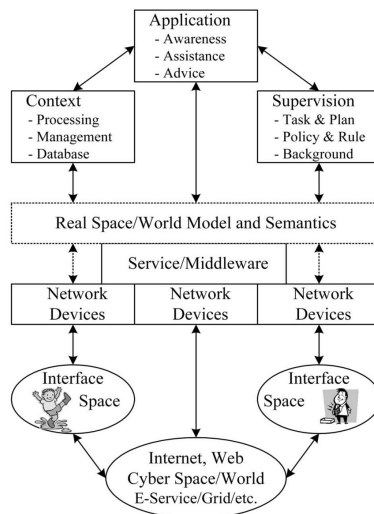 Application
- Awareness
- Assistance
- Advice
Context
- Processing
- Management
- Database
Supervision
- Task & Plan
- Policy & Rule
- Background
Real Space/World Model and Semantics
Service/Middleware
Network
Devices
Network
Devices
Network
Devices
Interface
Space
Interface
Space
Internet, Web
Cyber Space/World
E-Service/Grid/etc.